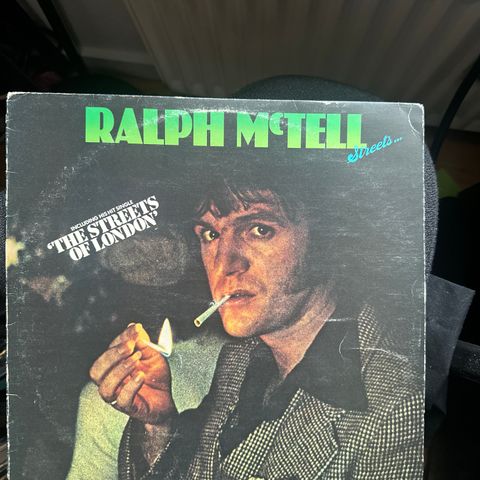 RALPH McTELL
Streets...
INCLUDING HIS HIT SINGLE
'THE STREETS
OF LONDON'